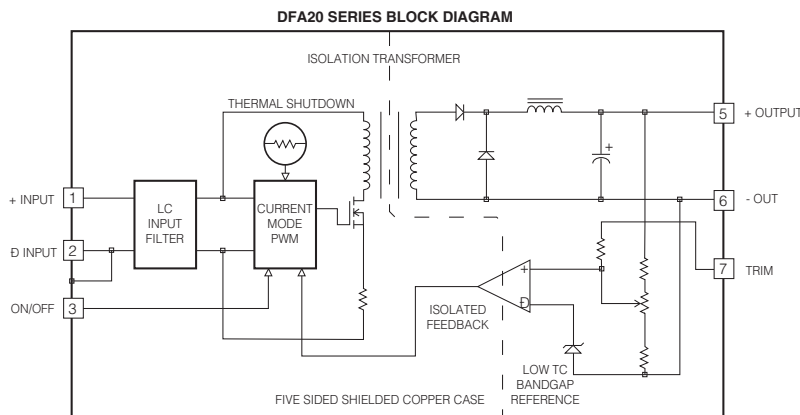 DFA20 SERIES BLOCK DIAGRAM
ISOLATION TRANSFORMER
THERMAL SHUTDOWN
5
+ OUTPUT
+ INPUT
1
LC
INPUT
FILTER
CURRENT
MODE
PWM
6
- OUT
Đ INPUT
2
+
+
Đ
7
TRIM
ON/OFF
3
ISOLATED
FEEDBACK
LOW TC
BANDGAP
REFERENCE
FIVE SIDED SHIELDED COPPER CASE